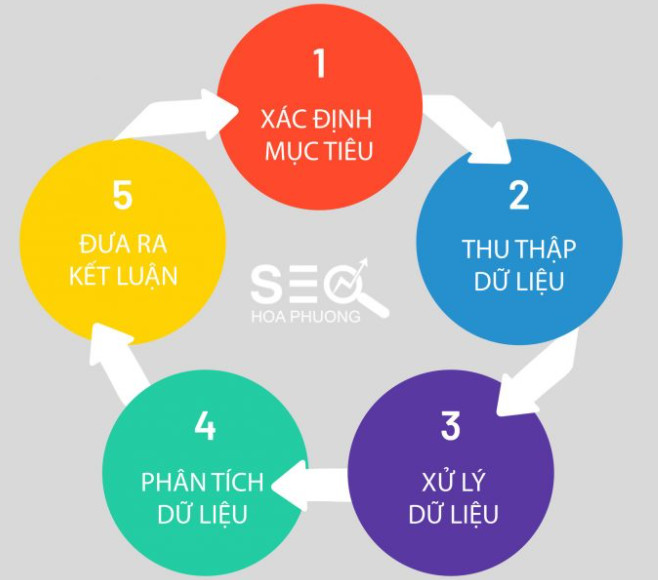 1
XÁC ĐỊNH
MỤC TIÊU
2
THU THẬP
DỮ LIỆU
3
XỬ LÝ
DỮ LIỆU
4
PHÂN TÍCH
DỮ LIỆU
5
ĐƯA RA
KẾT LUẬN
SEO
HOA PHUONG